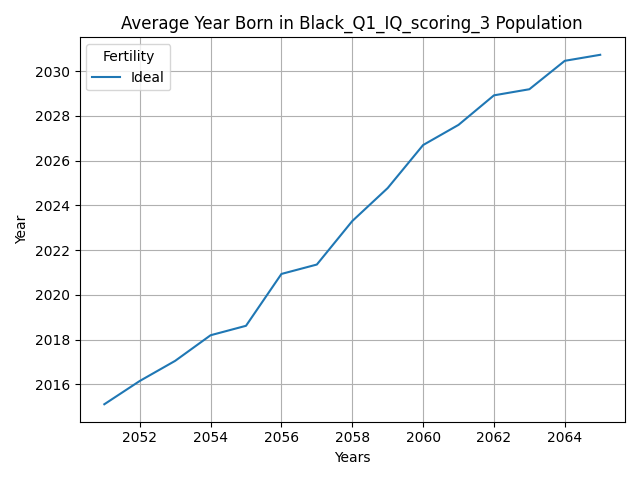 Average Year Born in Black_Q1_IQ_scoring_3 Population
Fertility
Ideal
Year
2030
2028
2026
2024
2022
2020
2018
2016
2052 2054 2056 2058 2060 2062 2064
Years